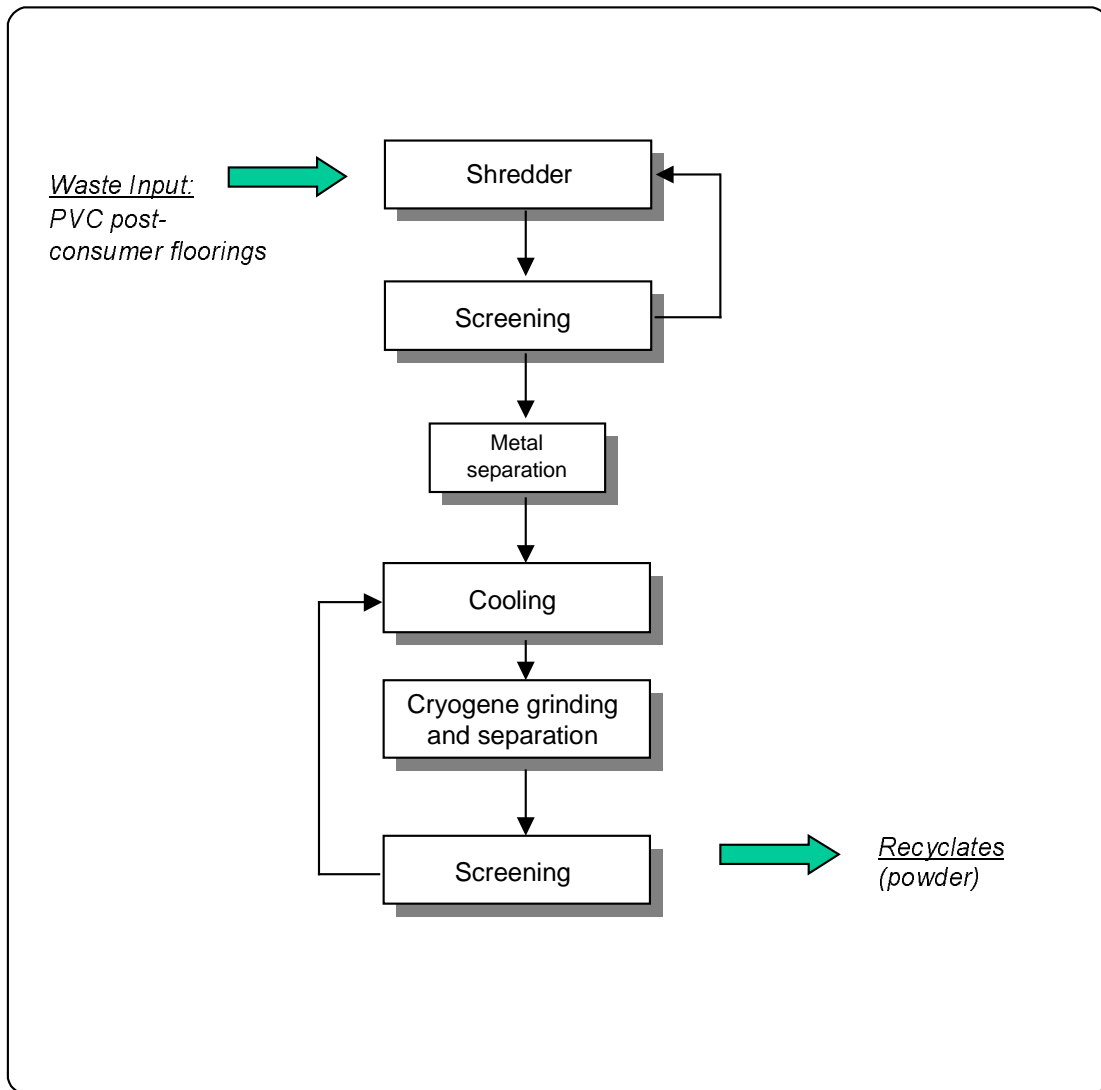 Shredder
Waste Input:
PVC post-
consumer floorings
Screening
Metal
separation
Cooling
Cryogene grinding
and separation
Screening
Recyclates
(powder)